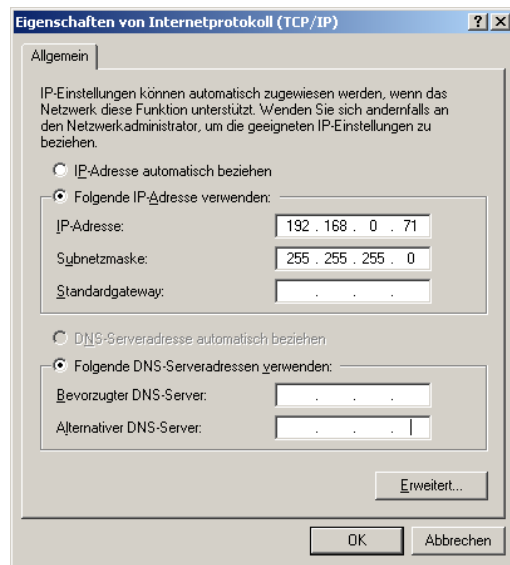 Eigenschaften von Internetprotokoll (TCP/IP)
Allgemein
IP-Einstellungen können automatisch zugewiesen werden, wenn das
Netzwerk diese Funktion unterstützt. Wenden Sie sich andernfalls an
den Netzwerkadministrator, um die geeigneten IP-Einstellungen zu
beziehen.
IP-Adresse automatisch beziehen
Folgende IP-Adresse verwenden:
IP-Adresse: 192 . 168 . 0 . 71
Subnetzmaske: 255 . 255 . 255 . 0
Standardgateway: . . .
DNS-Serveradresse automatisch beziehen
Folgende DNS-Serveradressen verwenden:
Bevorzugter DNS-Server: . . .
Alternativer DNS-Server: . . .
Erweitert...
OK Abbrechen